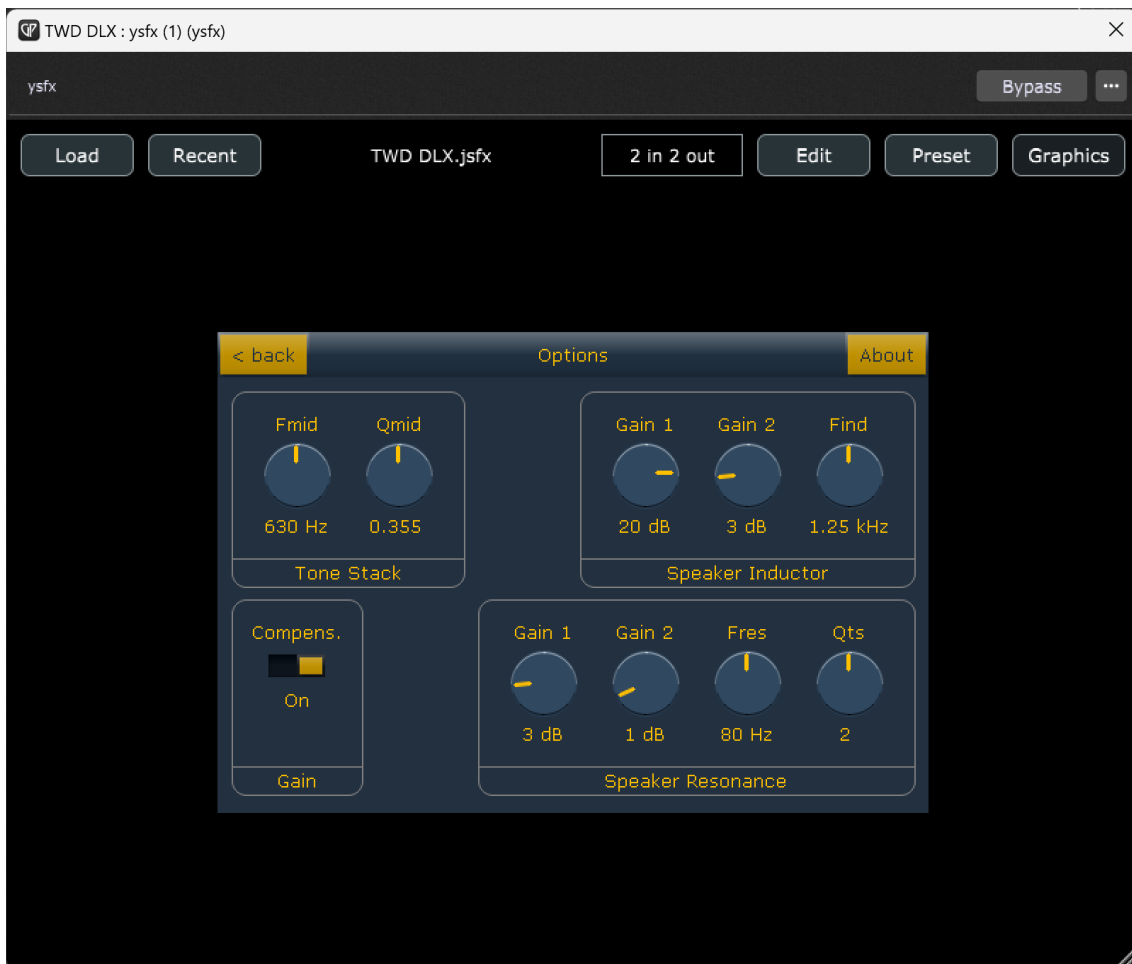 TWD DLX : ysfx (1) (ysfx)
ysfx
Bypass
Load Recent TWD DLX.jsfx 2 in 2 out Edit Preset Graphics
< back Options About
Fmid Qmid
630 Hz 0.355
Tone Stack
Gain 1 Gain 2 Find
20 dB 3 dB 1.25 kHz
Speaker Inductor
Compens.
On
Gain
Gain 1 Gain 2 Fres Qts
3 dB 1 dB 80 Hz 2
Speaker Resonance